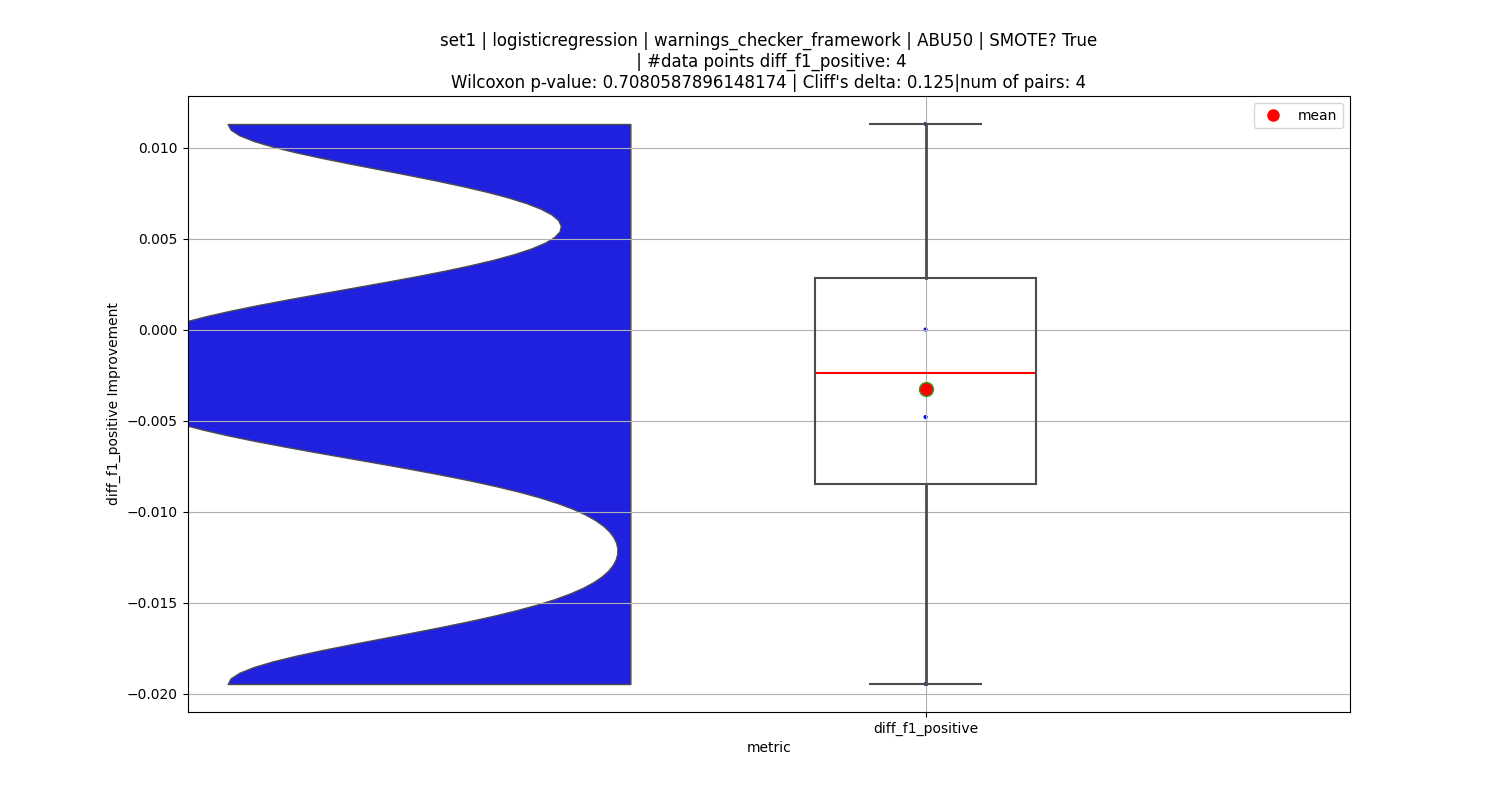 set1 | logisticregression | warnings_checker_framework | ABU50 | SMOTE? True
| #data points diff_f1_positive: 4
Wilcoxon p-value: 0.7080587896148174 | Cliff's delta: 0.125|num of pairs: 4
mean
0.010
0.005
0.000
−0.005
−0.010
−0.015
−0.020
diff_f1_positive Improvement
diff_f1_positive
metric